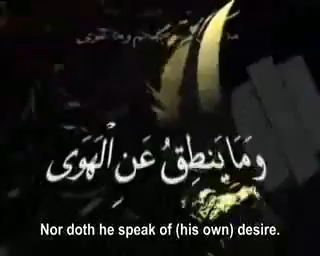 وَمَا يَنطِقُ عَنِ الْهَوَى
Nor doth he speak of (his own) desire.